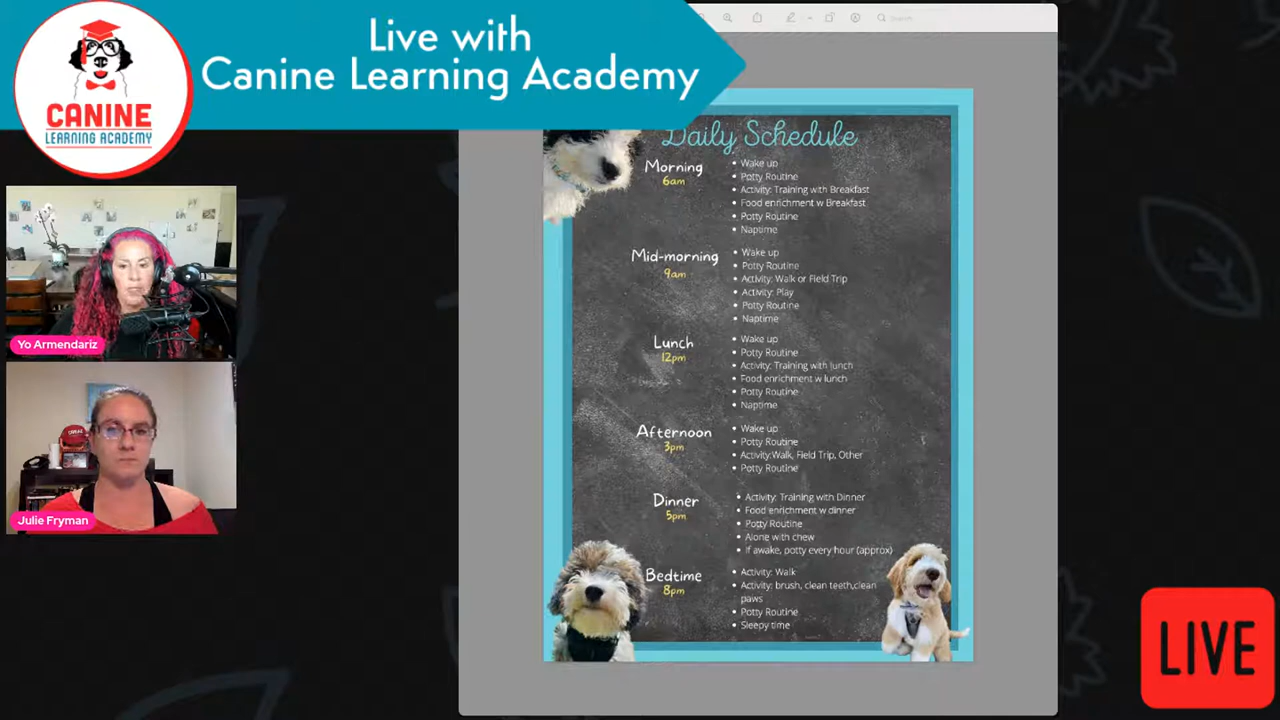 Live with
Canine Learning Academy
CANINE
LEARNING ACADEMY
Yo Armendariz
Julie Fryman
Search
Daily Schedule
Morning
6am
• Wake up
• Potty Routine
• Activity: Training with Breakfast
• Food enrichment w Breakfast
• Potty Routine
• Naptime
Mid-morning
9am
• Wake up
• Potty Routine
• Activity: Walk or Field Trip
• Activity: Play
• Potty Routine
• Naptime
Lunch
12pm
• Wake up
• Potty Routine
• Activity: Training with lunch
• Food enrichment w lunch
• Potty Routine
• Naptime
Afternoon
3pm
• Wake up
• Potty Routine
• Activity:Walk, Field Trip, Other
• Potty Routine
Dinner
5pm
• Activity: Training with Dinner
• Food enrichment w dinner
• Potty Routine
• Alone with chew
• If awake, potty every hour (approx)
Bedtime
8pm
• Activity: Walk
• Activity: brush, clean teeth,clean
paws
• Potty Routine
• Sleepy time
LIVE